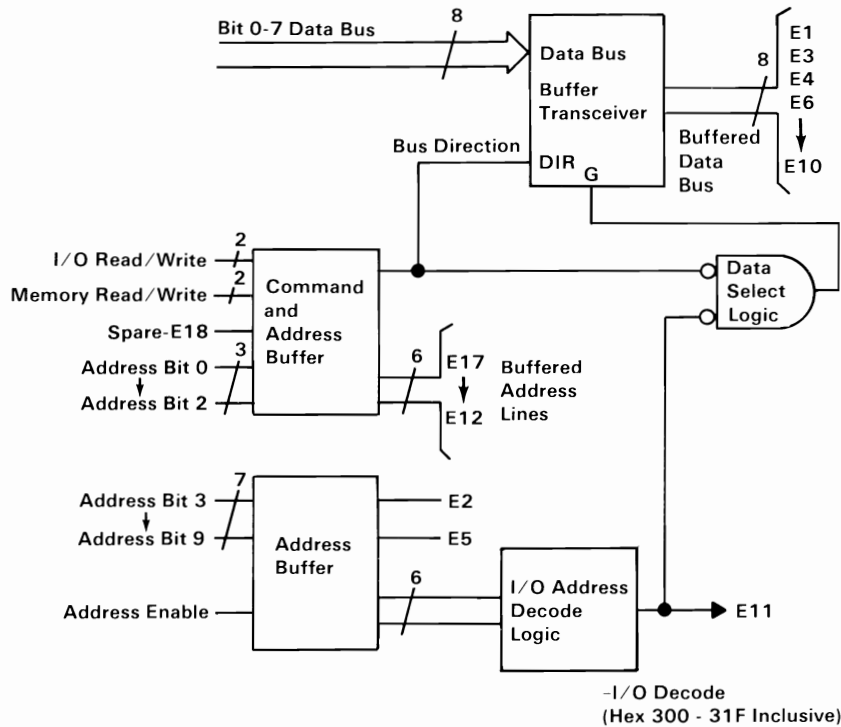 Bit 0-7 Data Bus
8
Data Bus
Buffer
Transceiver
DIR
G
8
E1
E3
E4
E6
E10
Buffered
Data
Bus
Bus Direction
I/O Read/Write
2
Memory Read/Write
2
Spare-E18
Address Bit 0
3
Address Bit 2
Command
and
Address
Buffer
6
E17
E12
Buffered
Address
Lines
Data
Select
Logic
Address Bit 3
7
Address Bit 9
Address Enable
Address
Buffer
E2
E5
6
I/O Address
Decode
Logic
E11
-I/O Decode
(Hex 300 - 31F Inclusive)